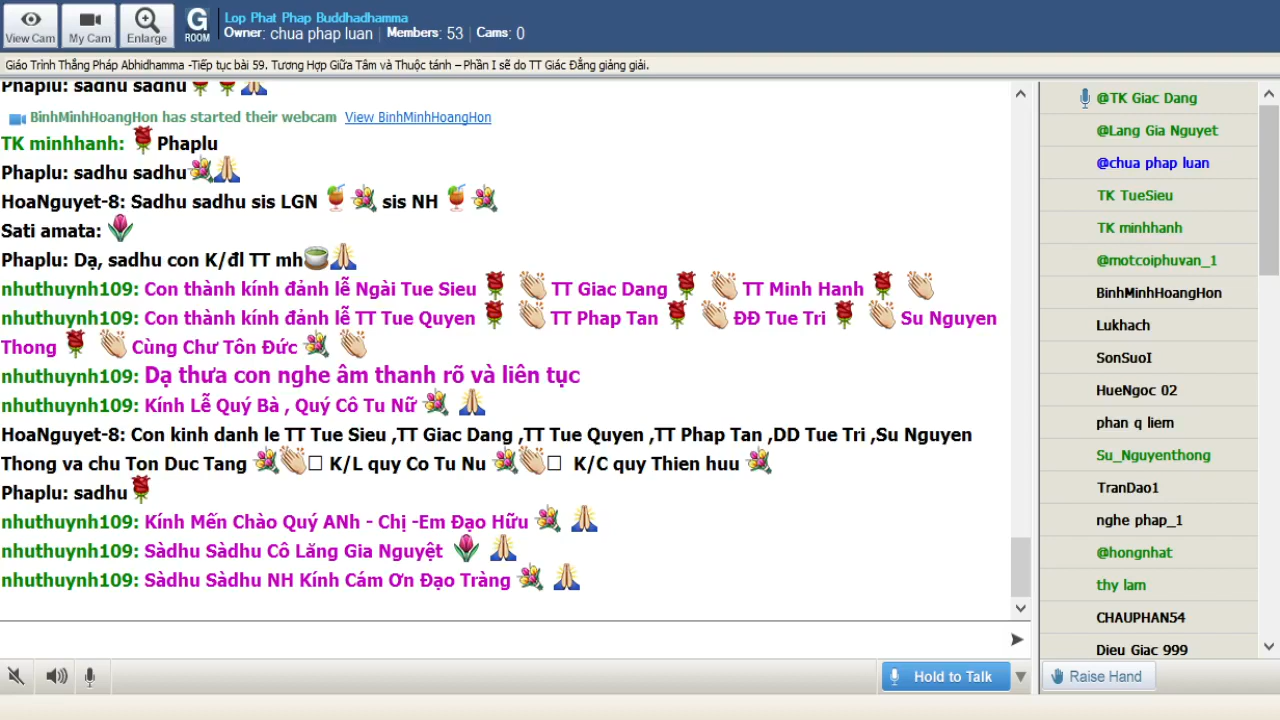 View Cam
My Cam
Enlarge
G
ROOM
Lop Phat Phap Buddhadhamma
Owner: chua phap luan Members: 53 Cams: 0
Giáo Trình Thắng Pháp Abhidhamma -Tiếp tục bài 59. Tương Hợp Giữa Tâm và Thuộc tánh – Phần I sẽ do TT Giác Đẳng giảng giải.
Phaplu: sadhu sadhu🌹🌹🙏
BinhMinhHoangHon has started their webcam View BinhMinhHoangHon
TK minhhanh: 🌹Phaplu
Phaplu: sadhu sadhu💐🙏
HoaNguyet-8: Sadhu sadhu sis LGN 🍹💐 sis NH 🍹💐
Sati amata: 🌷
Phaplu: Dạ, sadhu con K/đl TT mh🍵🙏
nhuthuynh109: Con thành kính đảnh lễ Ngài Tue Sieu 🌹 👏 TT Giac Dang 🌹 👏 TT Minh Hanh 🌹 👏
nhuthuynh109: Con thành kính đảnh lễ TT Tue Quyen 🌹 👏 TT Phap Tan 🌹 👏 ĐĐ Tue Tri 🌹 👏 Su Nguyen
Thong 🌹 👏 Cùng Chư Tôn Đức 💐 👏
nhuthuynh109: Dạ thưa con nghe âm thanh rõ và liên tục
nhuthuynh109: Kính Lễ Quý Bà , Quý Cô Tu Nữ 💐 🙏
HoaNguyet-8: Con kinh danh le TT Tue Sieu ,TT Giac Dang ,TT Tue Quyen ,TT Phap Tan ,DD Tue Tri ,Su Nguyen
Thong va chu Ton Duc Tang 💐👏□ K/L quy Co Tu Nu 💐👏□ K/C quy Thien huu 💐
Phaplu: sadhu🌹
nhuthuynh109: Kính Mến Chào Quý ANh - Chị -Em Đạo Hữu 💐 🙏
nhuthuynh109: Sàdhu Sàdhu Cô Lăng Gia Nguyệt 🌷 🙏
nhuthuynh109: Sàdhu Sàdhu NH Kính Cám Ơn Đạo Tràng 💐 🙏
@TK Giac Dang
@Lang Gia Nguyet
@chua phap luan
TK TueSieu
TK minhhanh
@motcoiphuvan_1
BinhMinhHoangHon
Lukhach
SonSuoI
HueNgoc 02
phan q liem
Su_Nguyenthong
TranDao1
nghe phap_1
@hongnhat
thy lam
CHAUPHAN54
Dieu Giac 999
Hold to Talk
Raise Hand